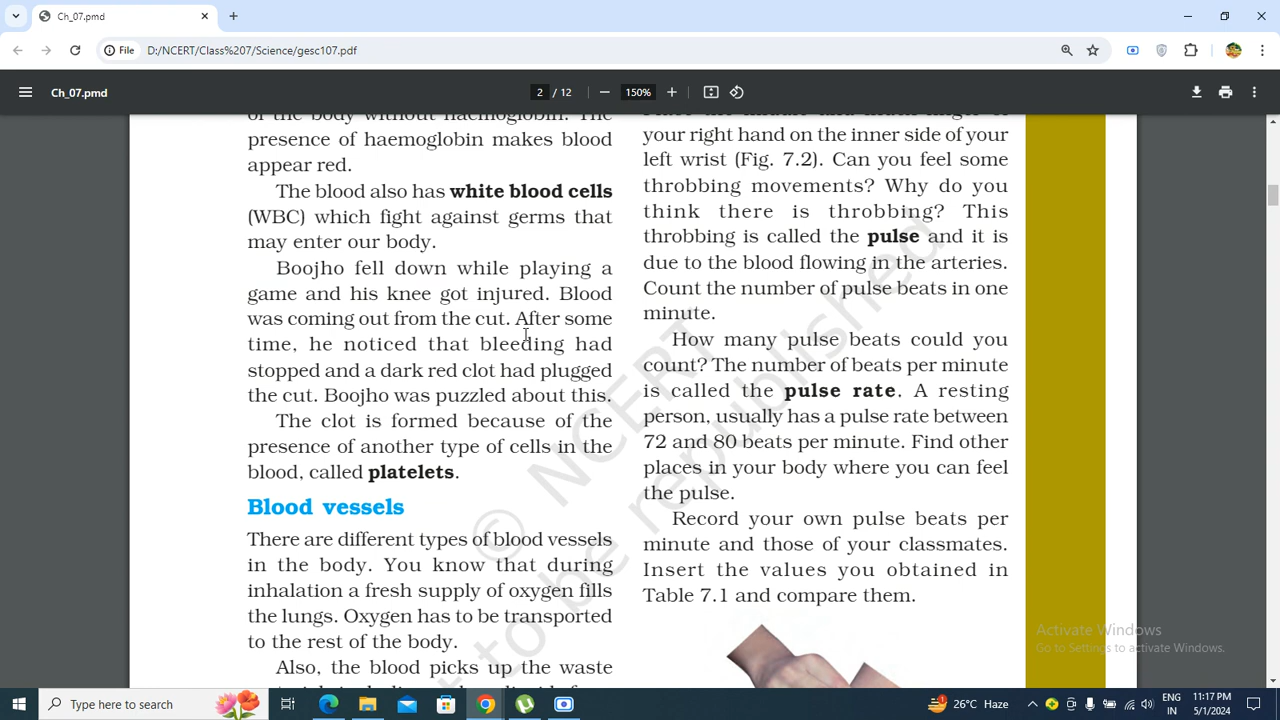 Ch_07.pmd
File
D:/NCERT/Class%207/Science/gesc107.pdf
Ch_07.pmd
2 / 12
150%
of the body without haemoglobin. The
presence of haemoglobin makes blood
appear red.
The blood also has white blood cells
(WBC) which fight against germs that
may enter our body.
Boojho fell down while playing a
game and his knee got injured. Blood
was coming out from the cut. After some
time, he noticed that bleeding had
stopped and a dark red clot had plugged
the cut. Boojho was puzzled about this.
The clot is formed because of the
presence of another type of cells in the
blood, called platelets.
Blood vessels
There are different types of blood vessels
in the body. You know that during
inhalation a fresh supply of oxygen fills
the lungs. Oxygen has to be transported
to the rest of the body.
Also, the blood picks up the waste
your right hand on the inner side of your
left wrist (Fig. 7.2). Can you feel some
throbbing movements? Why do you
think there is throbbing? This
throbbing is called the pulse and it is
due to the blood flowing in the arteries.
Count the number of pulse beats in one
minute.
How many pulse beats could you
count? The number of beats per minute
is called the pulse rate. A resting
person, usually has a pulse rate between
72 and 80 beats per minute. Find other
places in your body where you can feel
the pulse.
Record your own pulse beats per
minute and those of your classmates.
Insert the values you obtained in
Table 7.1 and compare them.
© NCERT
not to be republished
Activate Windows
Go to Settings to activate Windows.
Type here to search
26°C Haze
ENG
IN
11:17 PM
5/1/2024